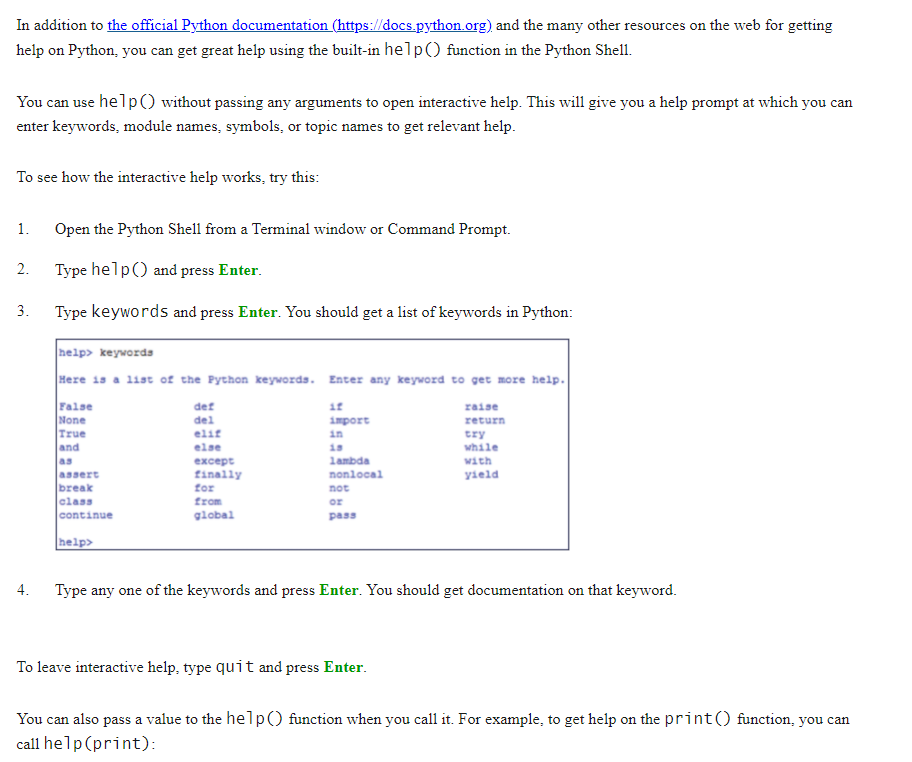 In addition to the official Python documentation (https://docs.python.org) and the many other resources on the web for getting
help on Python, you can get great help using the built-in help() function in the Python Shell.
You can use help() without passing any arguments to open interactive help. This will give you a help prompt at which you can
enter keywords, module names, symbols, or topic names to get relevant help.
To see how the interactive help works, try this:
1. Open the Python Shell from a Terminal window or Command Prompt.
2. Type help() and press Enter.
3. Type keywords and press Enter. You should get a list of keywords in Python:
help> keywords
Here is a list of the Python keywords.  Enter any keyword to get more help.
False def if raise
None del import return
True elif in try
and else is while
as except lambda with
assert finally nonlocal yield
break for not
class from or
continue global pass
help>
4. Type any one of the keywords and press Enter. You should get documentation on that keyword.
To leave interactive help, type quit and press Enter.
You can also pass a value to the help() function when you call it. For example, to get help on the print() function, you can
call help(print):